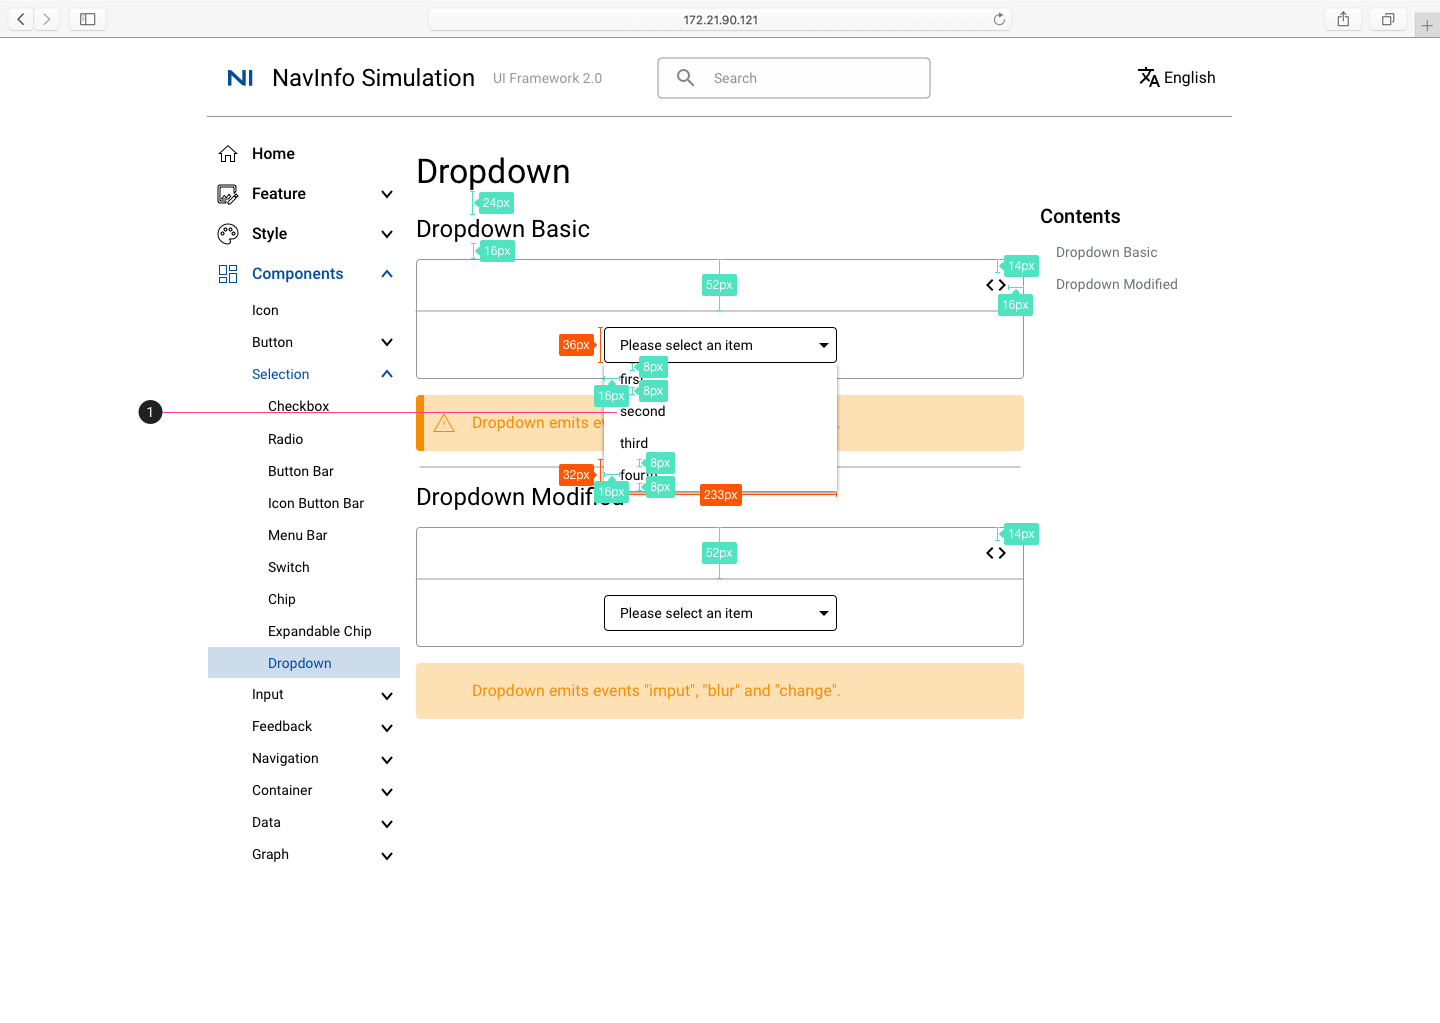 172.21.90.121
NI NavInfo Simulation UI Framework 2.0 Search English
Home
Feature
Style
Components
Icon
Button
Selection
Checkbox
Radio
Button Bar
Icon Button Bar
Menu Bar
Switch
Chip
Expandable Chip
Dropdown
Input
Feedback
Navigation
Container
Data
Graph
1
Dropdown
24px
Dropdown Basic
16px
52px
14px
16px
36px
Please select an item
8px
first
16px
8px
second
Dropdown emits
third
8px
32px
fourth
16px
8px
233px
Dropdown Modified
52px
14px
Please select an item
Dropdown emits events "imput", "blur" and "change".
Contents
Dropdown Basic
Dropdown Modified